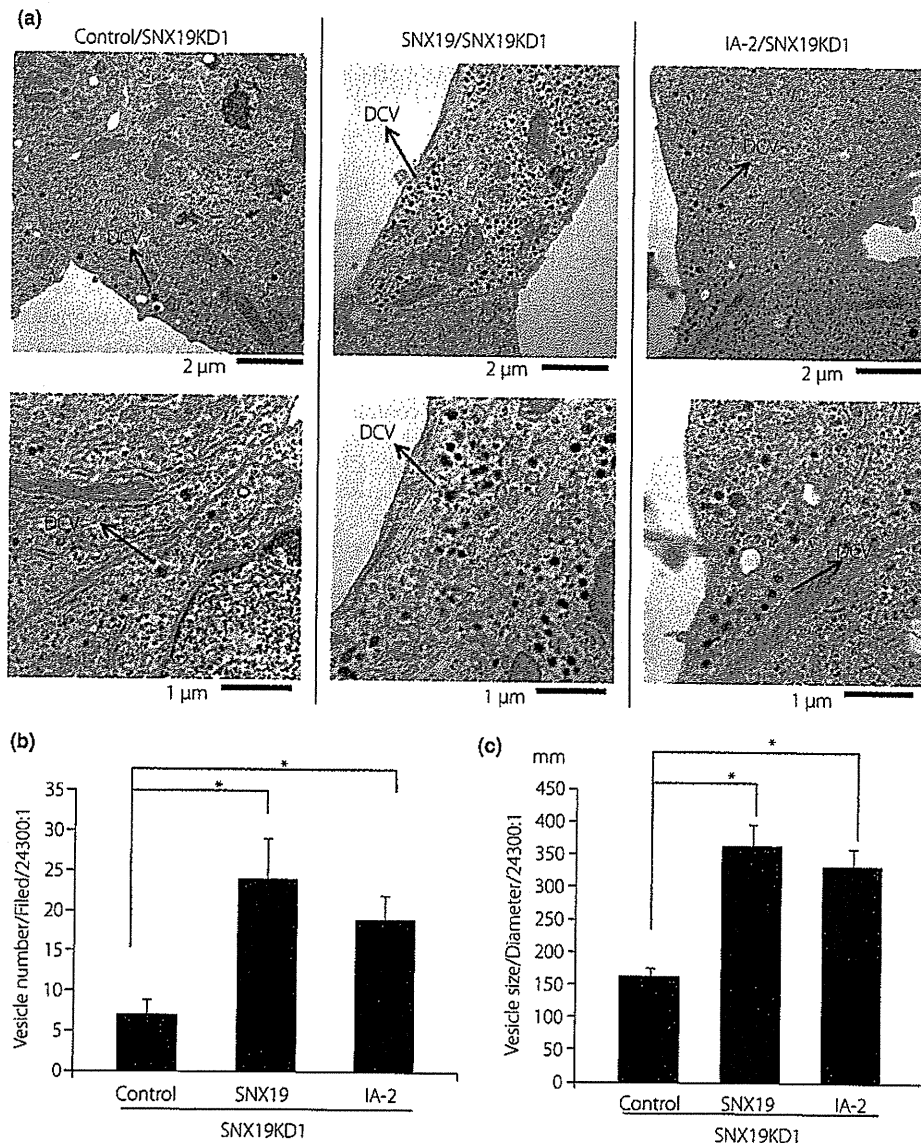 (a)
Control/SNX19KD1
SNX19/SNX19KD1
IA-2/SNX19KD1
DCV
DCV
DCV
2 µm
2 µm
2 µm
DCV
DCV
DCV
1 µm
1 µm
1 µm
(b)
Vesicle number/Filed/24300:1
35
30
25
20
15
10
5
0
*
*
Control
SNX19
IA-2
SNX19KD1
(c)
mm
Vesicle size/Diameter/24300:1
450
400
350
300
250
200
150
100
50
0
*
*
Control
SNX19
IA-2
SNX19KD1